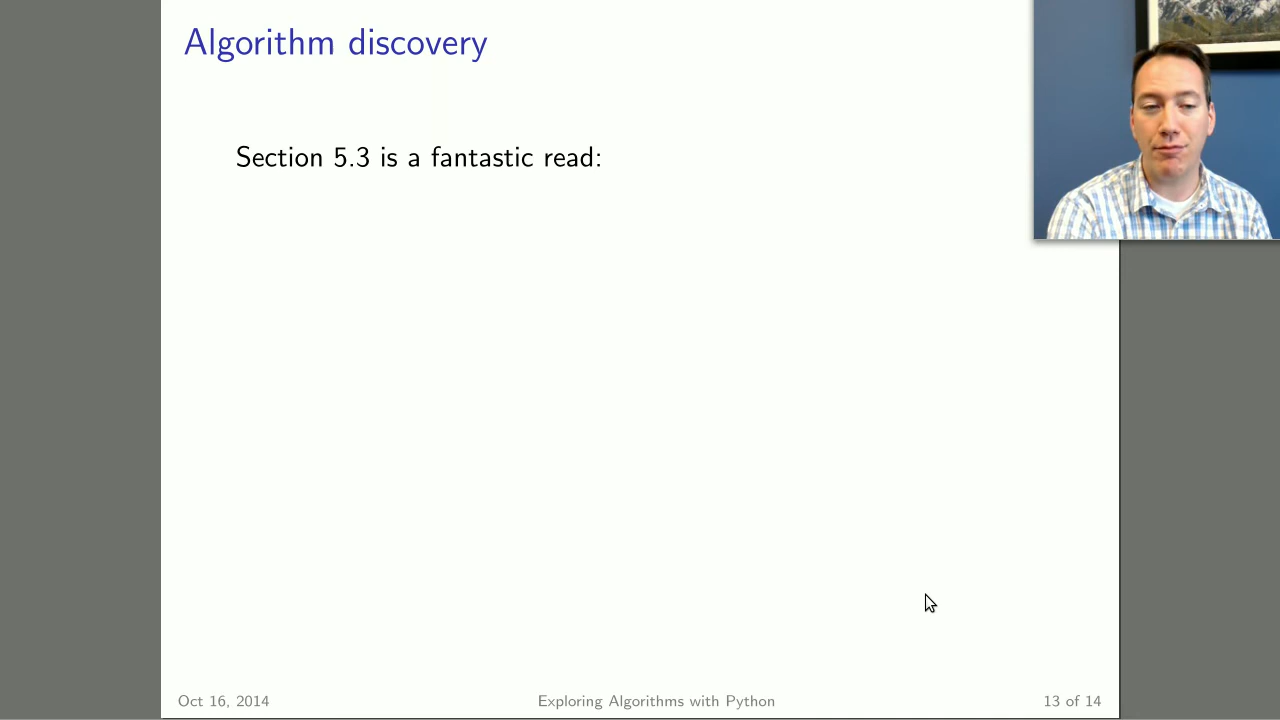 Algorithm discovery
Section 5.3 is a fantastic read:
Oct 16, 2014
Exploring Algorithms with Python
13 of 14